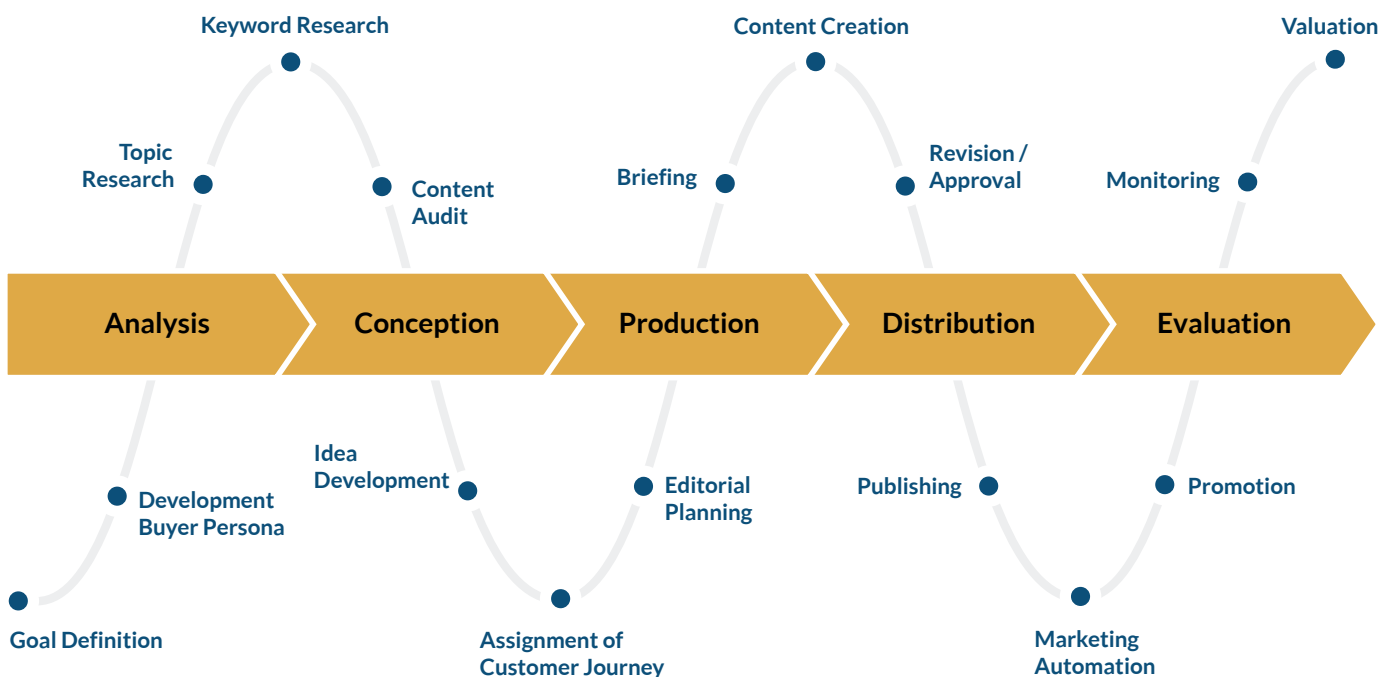 Keyword Research
Content Creation
Valuation
Topic
Research
Content
Audit
Briefing
Revision /
Approval
Monitoring
Analysis
Conception
Production
Distribution
Evaluation
Development
Buyer Persona
Idea
Development
Editorial
Planning
Publishing
Promotion
Goal Definition
Assignment of
Customer Journey
Marketing
Automation